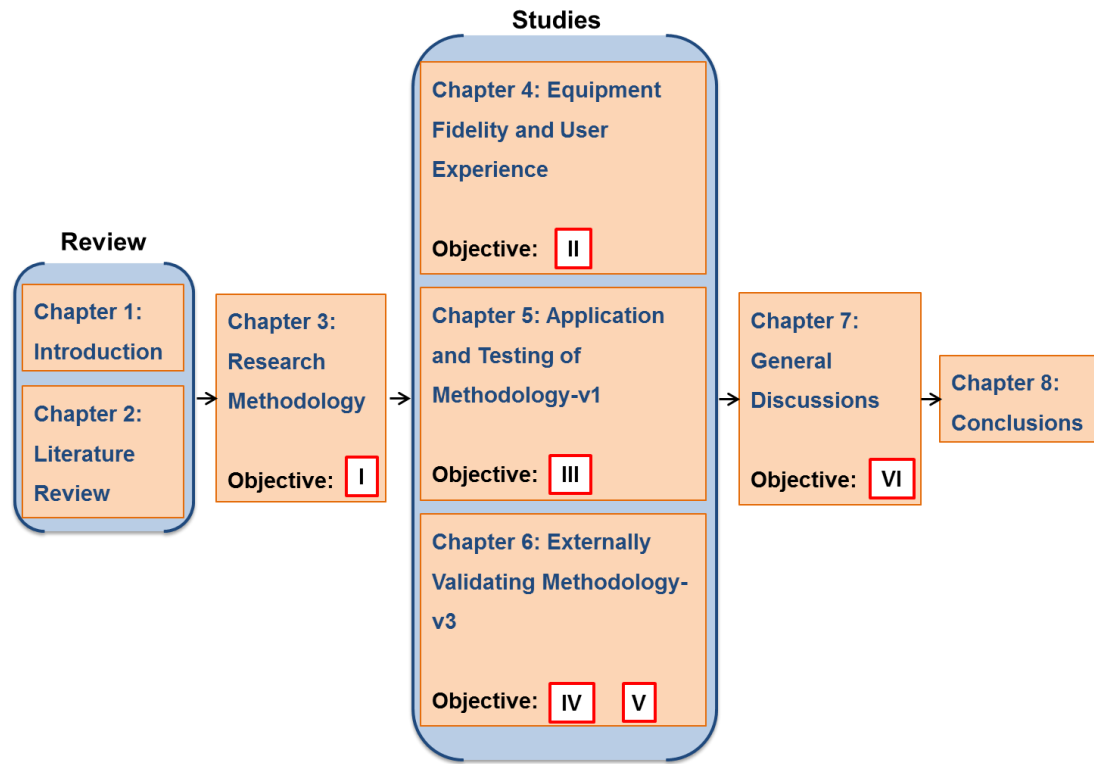 Review
Chapter 1:
Introduction
Chapter 2:
Literature
Review
Chapter 3:
Research
Methodology
Objective: I
Studies
Chapter 4: Equipment
Fidelity and User
Experience
Objective: II
Chapter 5: Application
and Testing of
Methodology-v1
Objective: III
Chapter 6: Externally
Validating Methodology-
v3
Objective: IV V
Chapter 7:
General
Discussions
Objective: VI
Chapter 8:
Conclusions